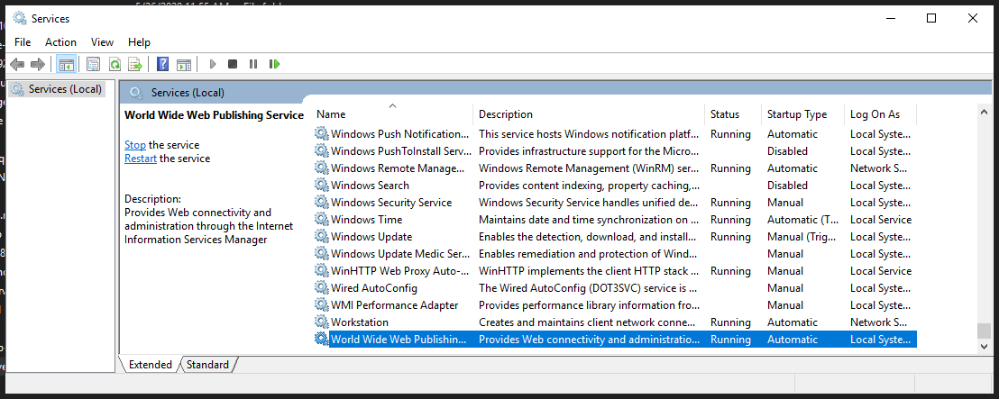 Services
File Action View Help
Services (Local)
Services (Local)
World Wide Web Publishing Service
Stop the service
Restart the service
Description:
Provides Web connectivity and
administration through the Internet
Information Services Manager
Name Description Status Startup Type Log On As
Windows Push Notification... This service hosts Windows notification platf... Running Automatic Local Syste...
Windows PushToInstall Serv... Provides infrastructure support for the Micro... Disabled Local Syste...
Windows Remote Manage... Windows Remote Management (WinRM) ser... Running Automatic Network S...
Windows Search Provides content indexing, property caching,... Disabled Local Syste...
Windows Security Service Windows Security Service handles unified de... Running Manual Local Syste...
Windows Time Maintains date and time synchronization on ... Running Automatic (T... Local Service
Windows Update Enables the detection, download, and install... Running Manual (Trig... Local Syste...
Windows Update Medic Ser... Enables remediation and protection of Wind... Manual Local Syste...
WinHTTP Web Proxy Auto-... WinHTTP implements the client HTTP stack ... Running Manual Local Service
Wired AutoConfig The Wired AutoConfig (DOT3SVC) service is ... Manual Local Syste...
WMI Performance Adapter Provides performance library information fro... Manual Local Syste...
Workstation Creates and maintains client network conne... Running Automatic Network S...
World Wide Web Publishin... Provides Web connectivity and administratio... Running Automatic Local Syste...
Extended Standard